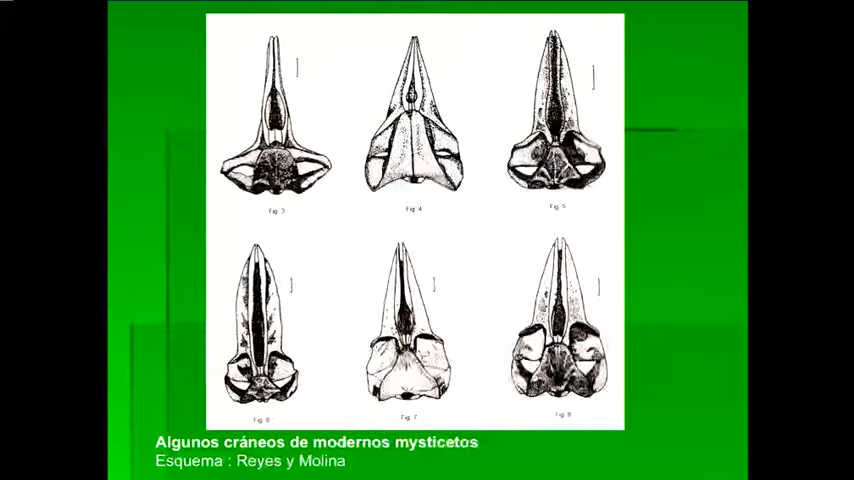 Fig 3
Fig 4
Fig 5
Fig 6
Fig 7
Fig 8
Algunos cráneos de modernos mysticetos
Esquema : Reyes y Molina